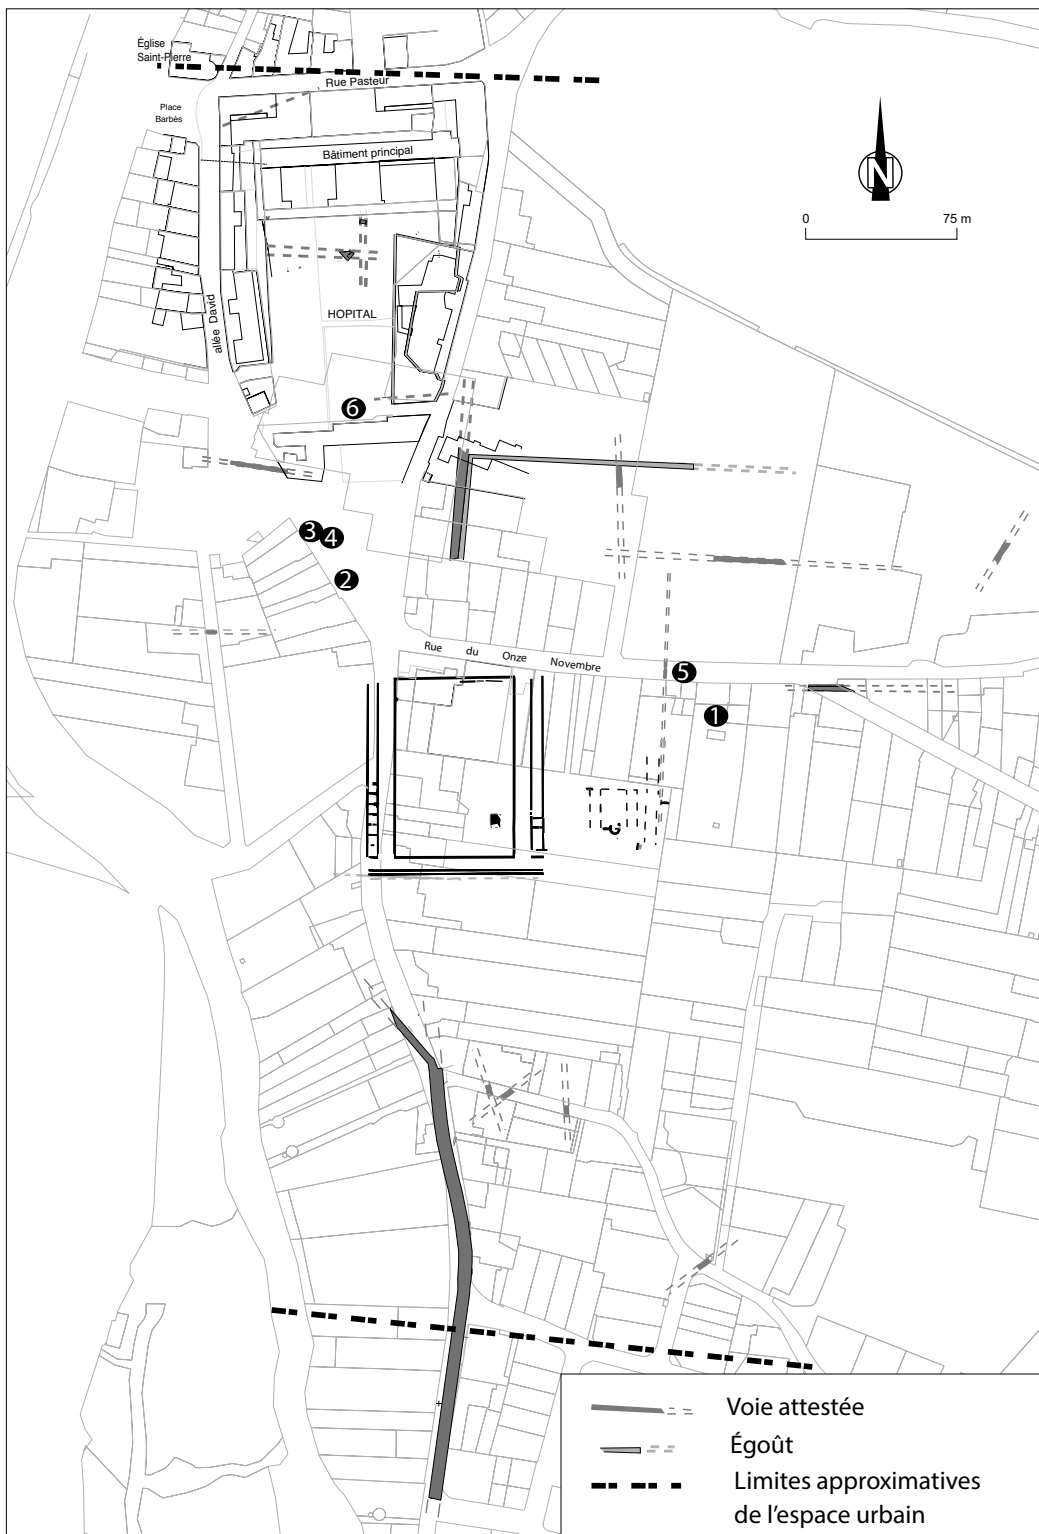 Église
Saint-Pierre
Rue Pasteur
Place
Barbès
Bâtiment principal
N
0 75 m
allée David
HOPITAL
6
3
4
2
Rue du Onze Novembre
5
1
Voie attestée
Égoût
Limites approximatives
de l'espace urbain